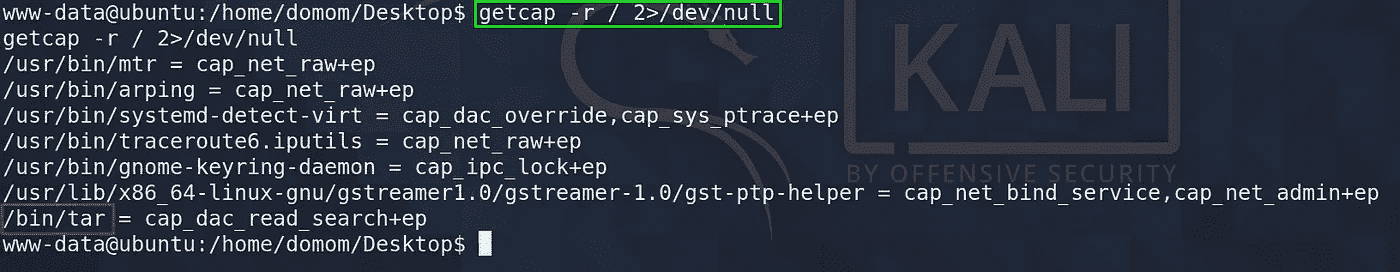 www-data@ubuntu:/home/domom/Desktop$ getcap -r / 2>/dev/null
getcap -r / 2>/dev/null
/usr/bin/mtr = cap_net_raw+ep
/usr/bin/arping = cap_net_raw+ep
/usr/bin/systemd-detect-virt = cap_dac_override,cap_sys_ptrace+ep
/usr/bin/traceroute6.iputils = cap_net_raw+ep
/usr/bin/gnome-keyring-daemon = cap_ipc_lock+ep
/usr/lib/x86_64-linux-gnu/gstreamer1.0/gstreamer-1.0/gst-ptp-helper = cap_net_bind_service,cap_net_admin+ep
/bin/tar = cap_dac_read_search+ep
www-data@ubuntu:/home/domom/Desktop$
KALI
BY OFFENSIVE SECURITY